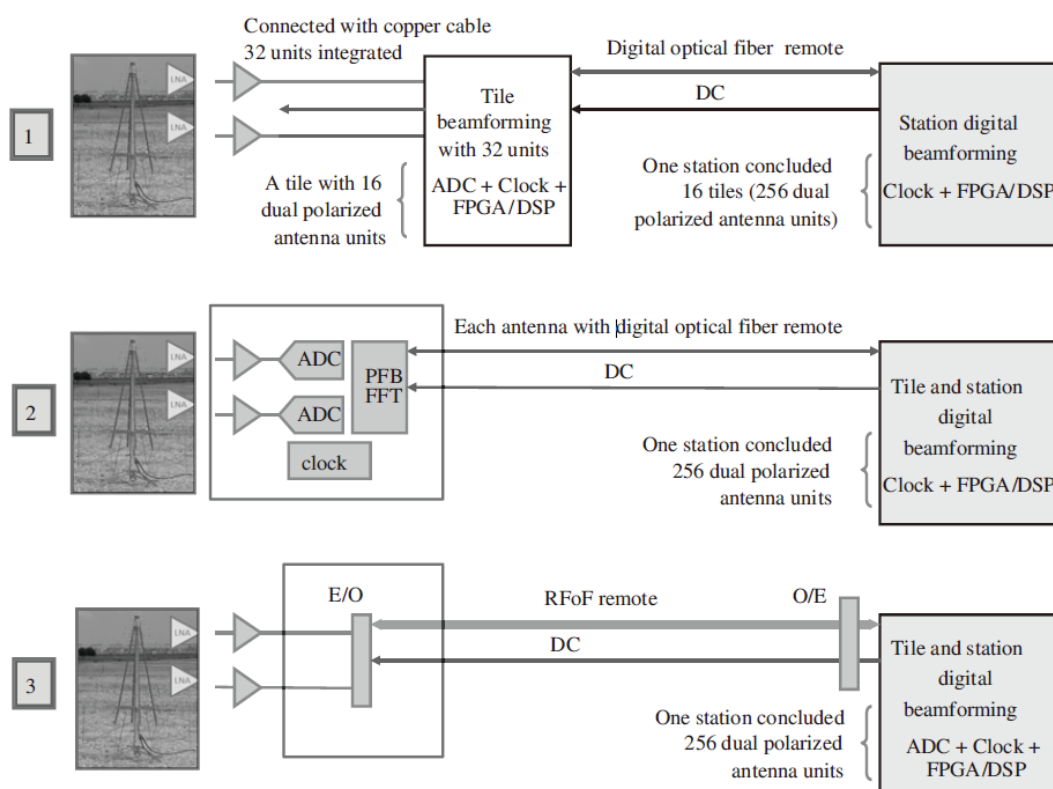 Connected with copper cable
32 units integrated
LNA
LNA
1
Tile
beamforming
with 32 units
ADC + Clock +
FPGA/DSP
A tile with 16
dual polarized
antenna units
Digital optical fiber remote
DC
One station concluded
16 tiles (256 dual
polarized antenna units)
Station digital
beamforming
Clock + FPGA/DSP
2
LNA
LNA
ADC
ADC
clock
PFB
FFT
Each antenna with digital optical fiber remote
DC
One station concluded
256 dual polarized
antenna units
Tile and station
digital
beamforming
Clock + FPGA/DSP
3
LNA
LNA
E/O
RFoF remote
DC
O/E
One station concluded
256 dual polarized
antenna units
Tile and station
digital
beamforming
ADC + Clock +
FPGA/DSP